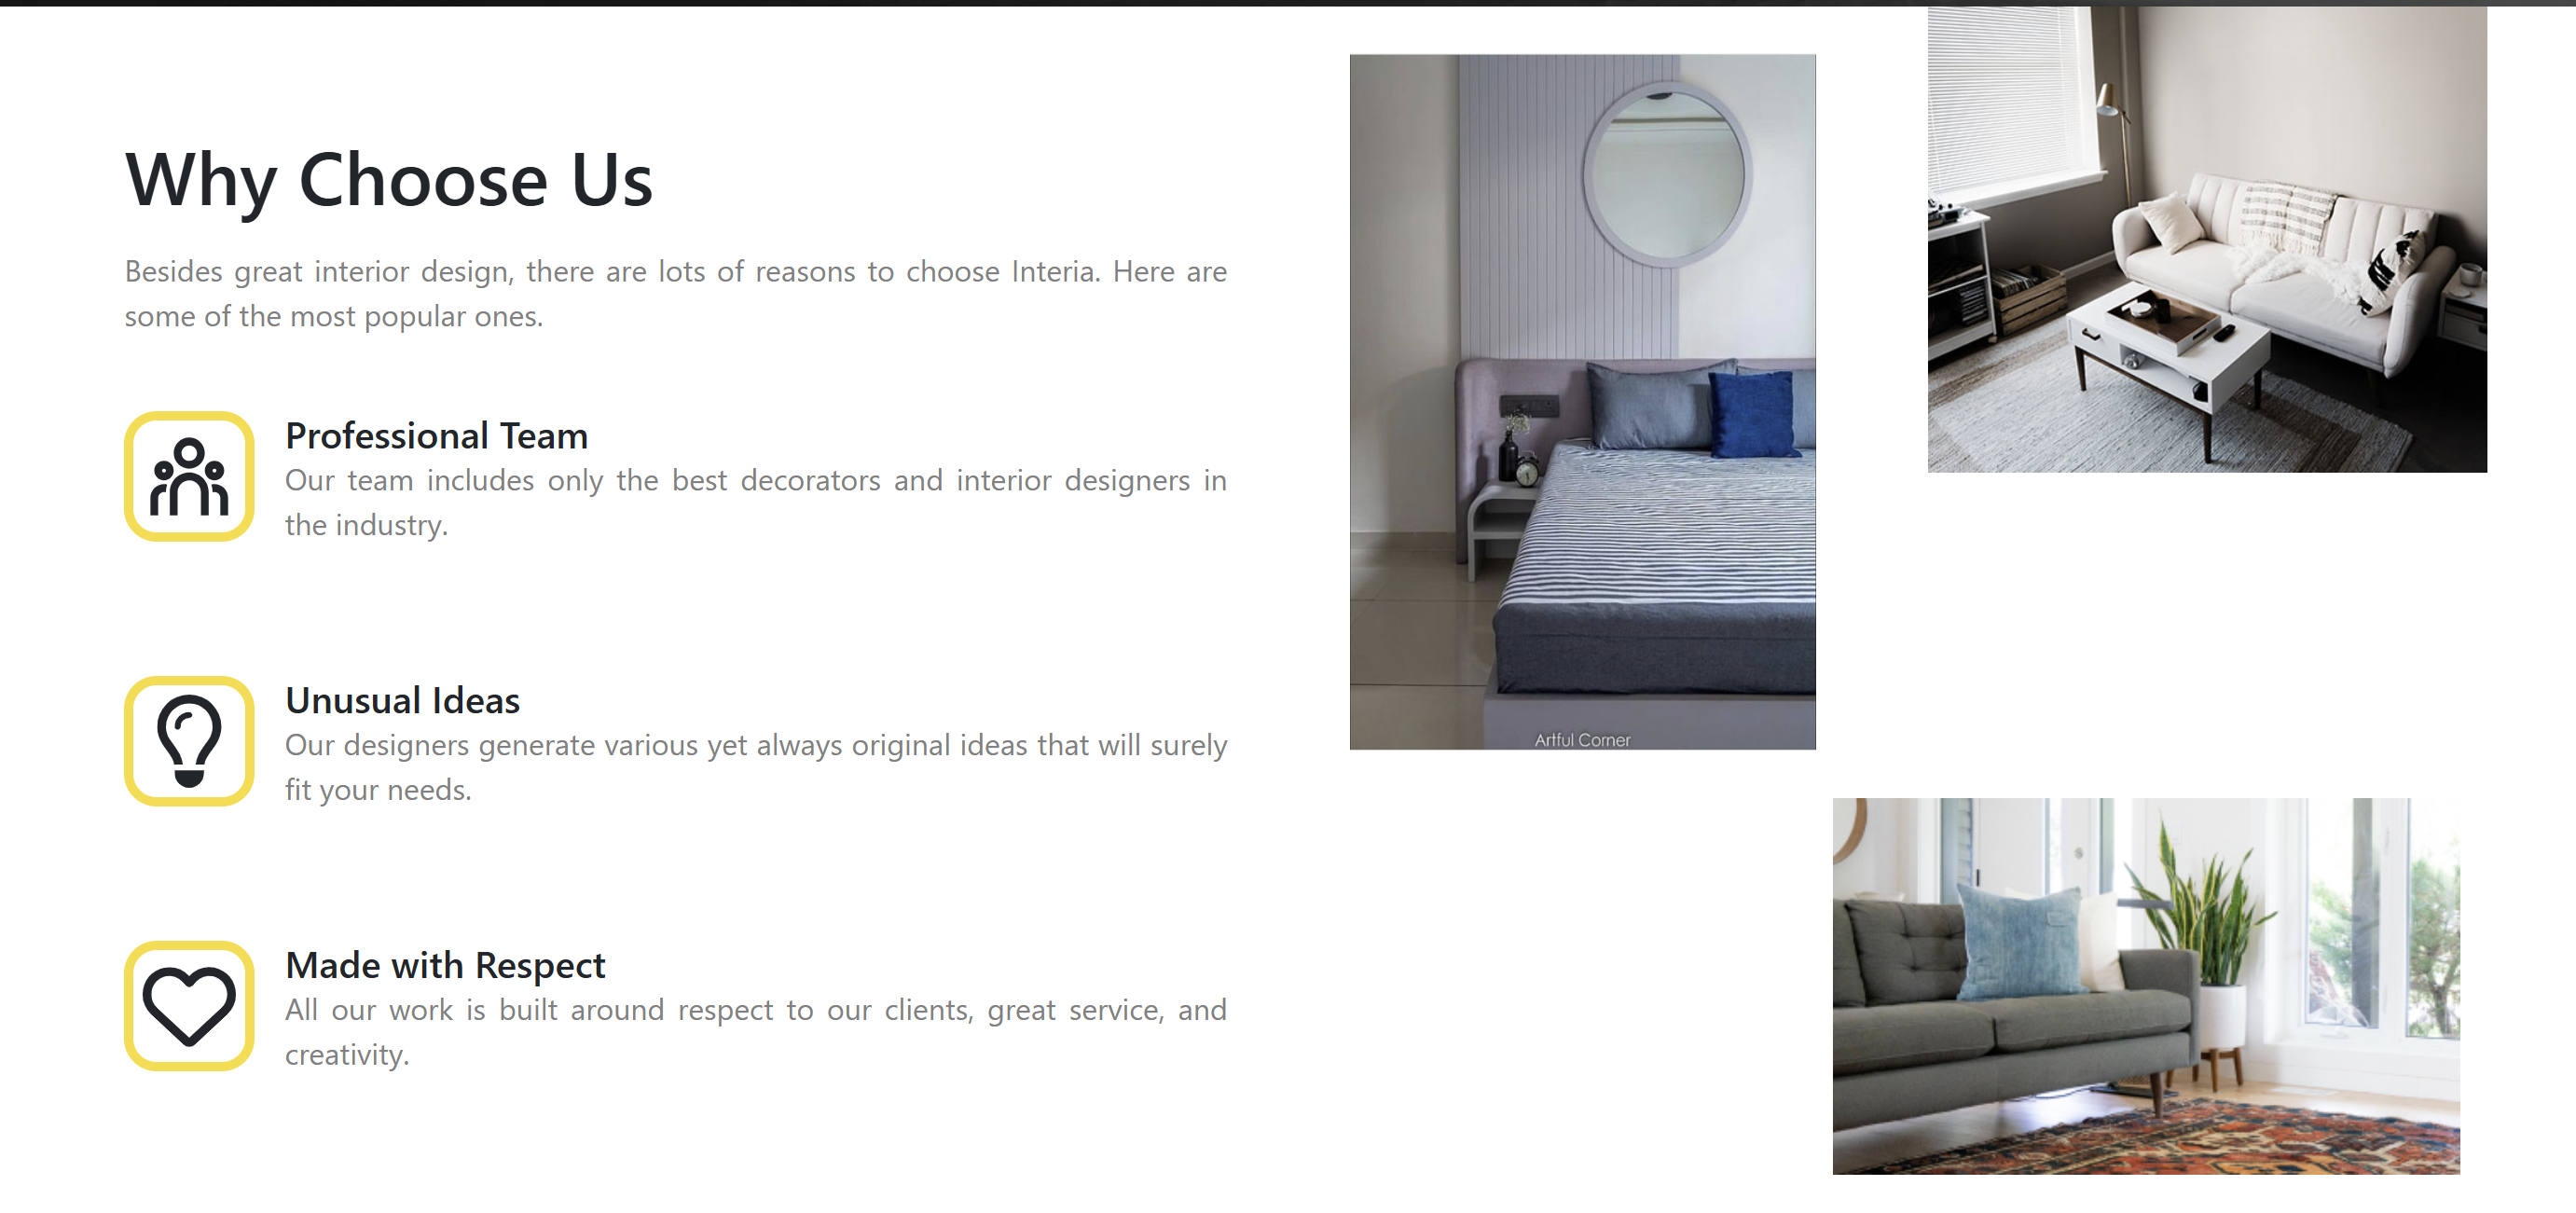 Why Choose Us
Besides great interior design, there are lots of reasons to choose Interia. Here are
some of the most popular ones.
Professional Team
Our team includes only the best decorators and interior designers in
the industry.
Unusual Ideas
Our designers generate various yet always original ideas that will surely
fit your needs.
Made with Respect
All our work is built around respect to our clients, great service, and
creativity.
Artful Corner